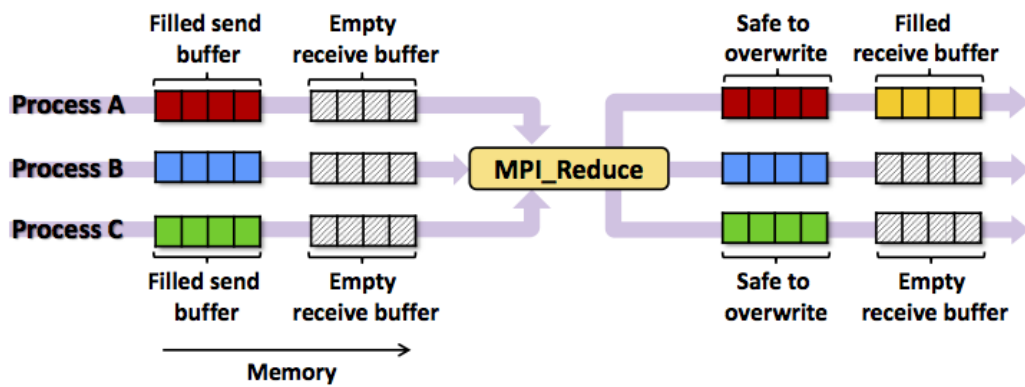 Filled send
buffer
Empty
receive buffer
Safe to
overwrite
Filled
receive buffer
Process A
Process B
MPI_Reduce
Process C
Filled send
buffer
Empty
receive buffer
Safe to
overwrite
Empty
receive buffer
Memory